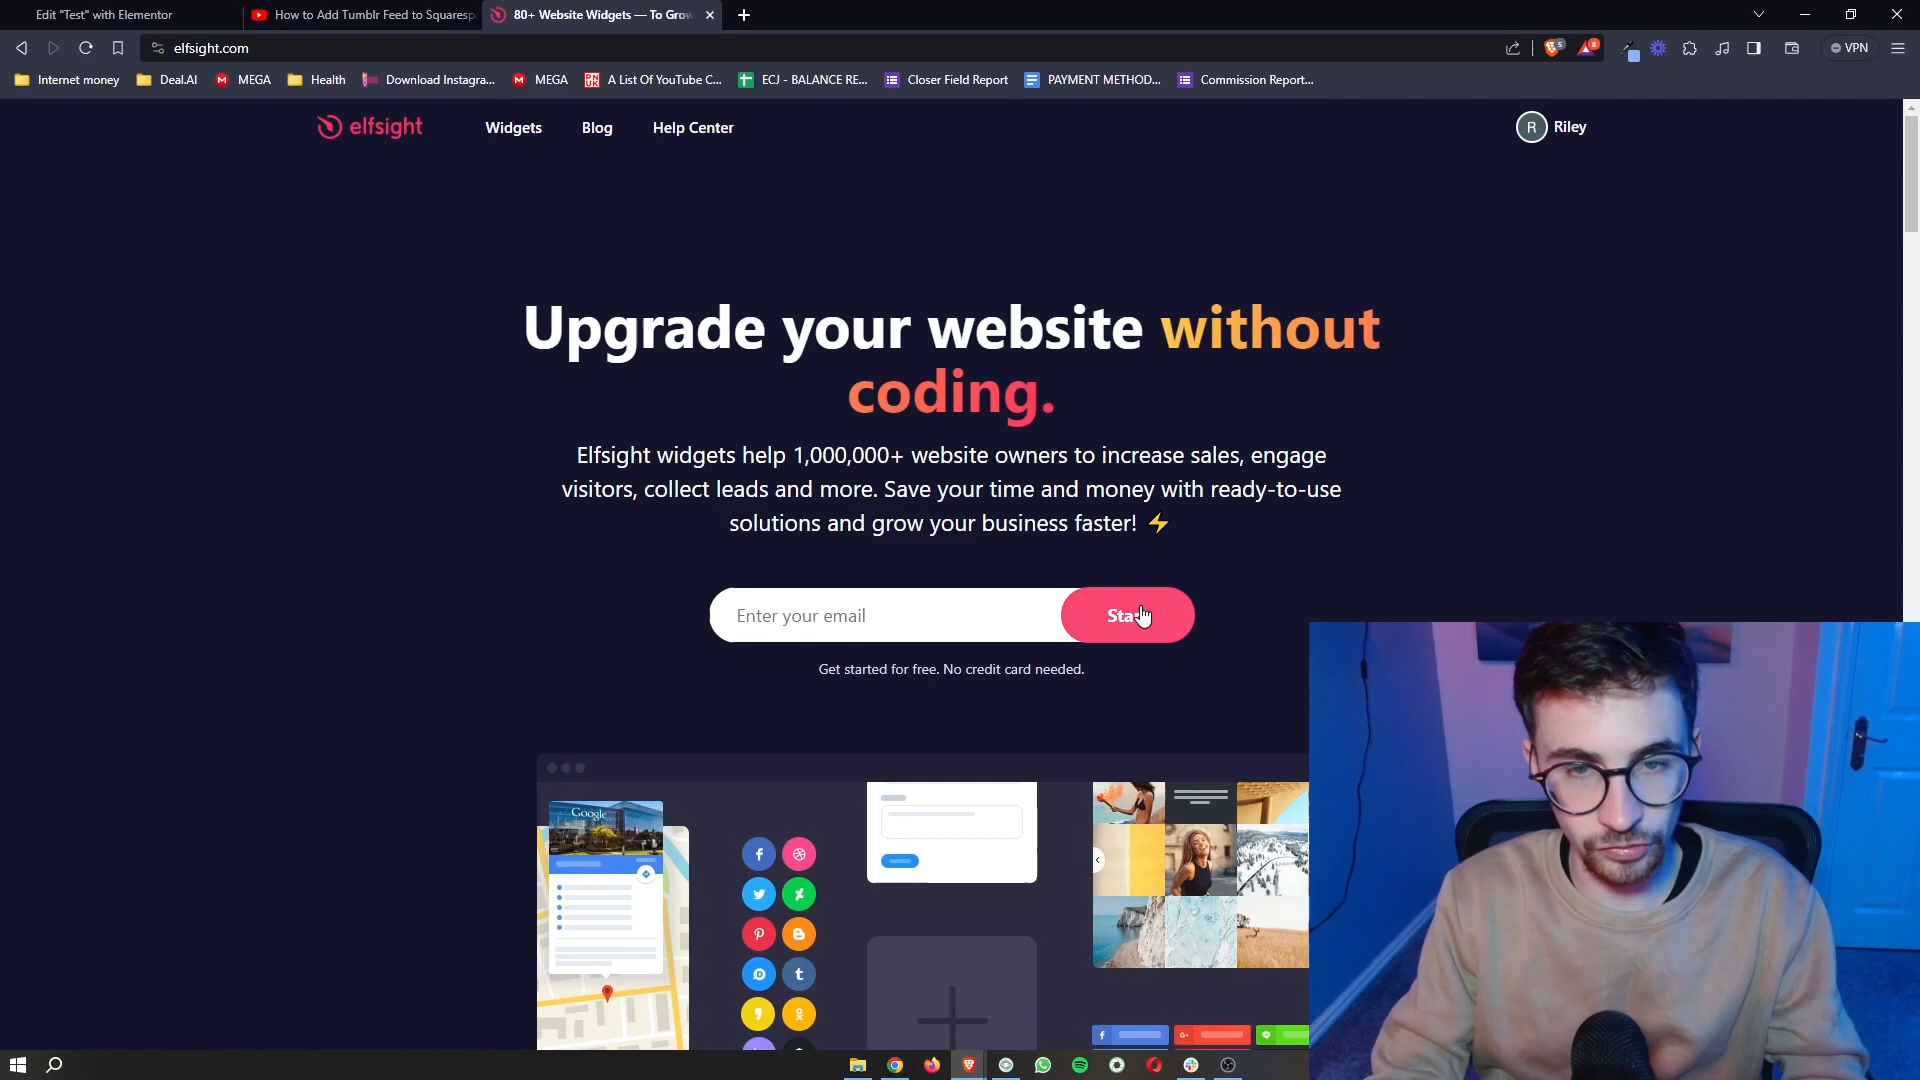 Edit "Test" with Elementor
How to Add Tumblr Feed to Squaresp
80+ Website Widgets — To Grow
elfsight.com
5
8
VPN
Internet money
Deal.AI
MEGA
Health
Download Instagra...
MEGA
A List Of YouTube C...
ECJ - BALANCE RE...
Closer Field Report
PAYMENT METHOD...
Commission Report...
elfsight
Widgets
Blog
Help Center
R
Riley
Upgrade your website without
coding.
Elfsight widgets help 1,000,000+ website owners to increase sales, engage
visitors, collect leads and more. Save your time and money with ready-to-use
solutions and grow your business faster! ⚡
Enter your email
Sta
Get started for free. No credit card needed.
Google